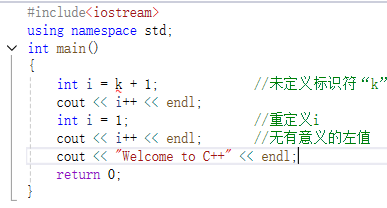 #include<iostream>
using namespace std;
int main()
{
int i = k + 1; //未定义标识符“k”
cout << i++ << endl;
int i = 1; //重定义i
cout << i++ << endl; //无有意义的左值
cout << "Welcome to C++" << endl;
return 0;
}